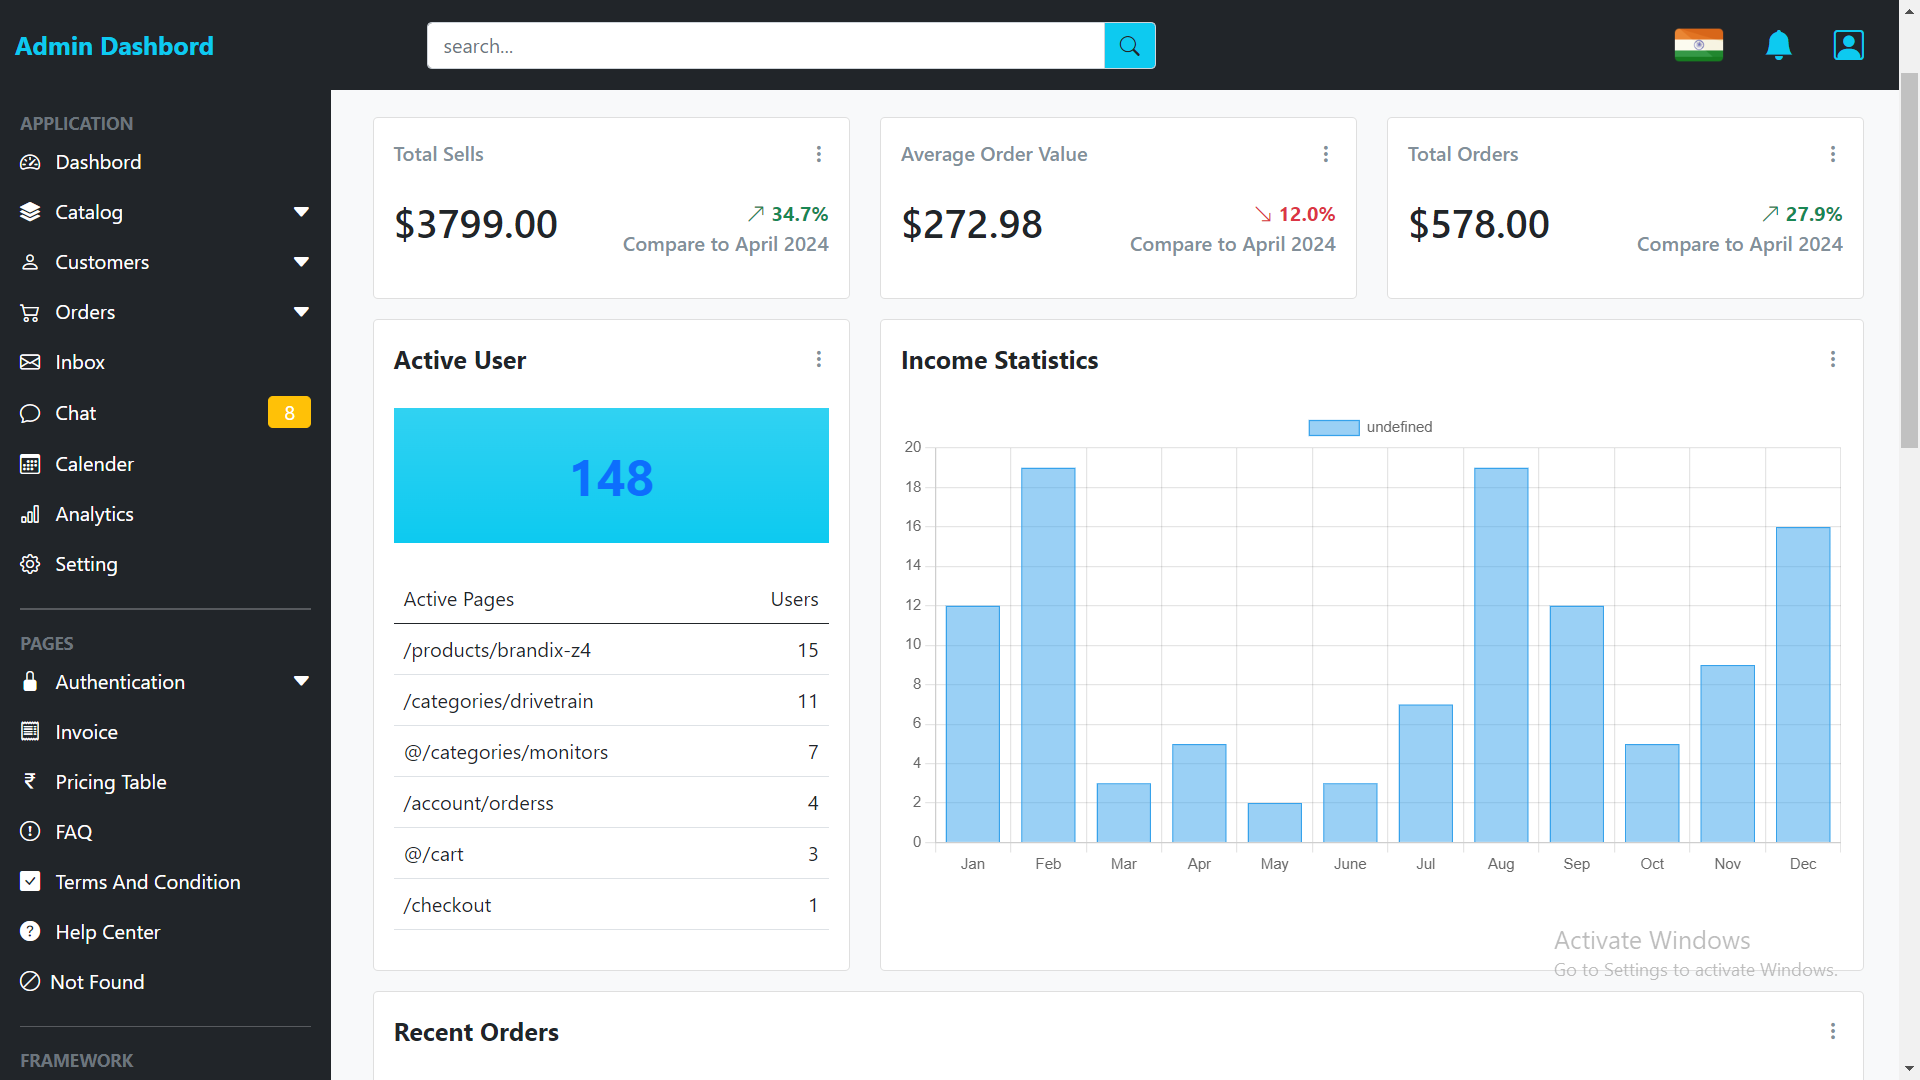 Admin Dashbord
search...
APPLICATION
Dashbord
Catalog
Customers
Orders
Inbox
Chat 8
Calender
Analytics
Setting
PAGES
Authentication
Invoice
Pricing Table
FAQ
Terms And Condition
Help Center
Not Found
FRAMEWORK
Total Sells
$3799.00
34.7%
Compare to April 2024
Average Order Value
$272.98
12.0%
Compare to April 2024
Total Orders
$578.00
27.9%
Compare to April 2024
Active User
148
Active Pages Users
/products/brandix-z4 15
/categories/drivetrain 11
@/categories/monitors 7
/account/orderss 4
@/cart 3
/checkout 1
Income Statistics
undefined
20
18
16
14
12
10
8
6
4
2
0
Jan Feb Mar Apr May June Jul Aug Sep Oct Nov Dec
Activate Windows
Go to Settings to activate Windows.
Recent Orders